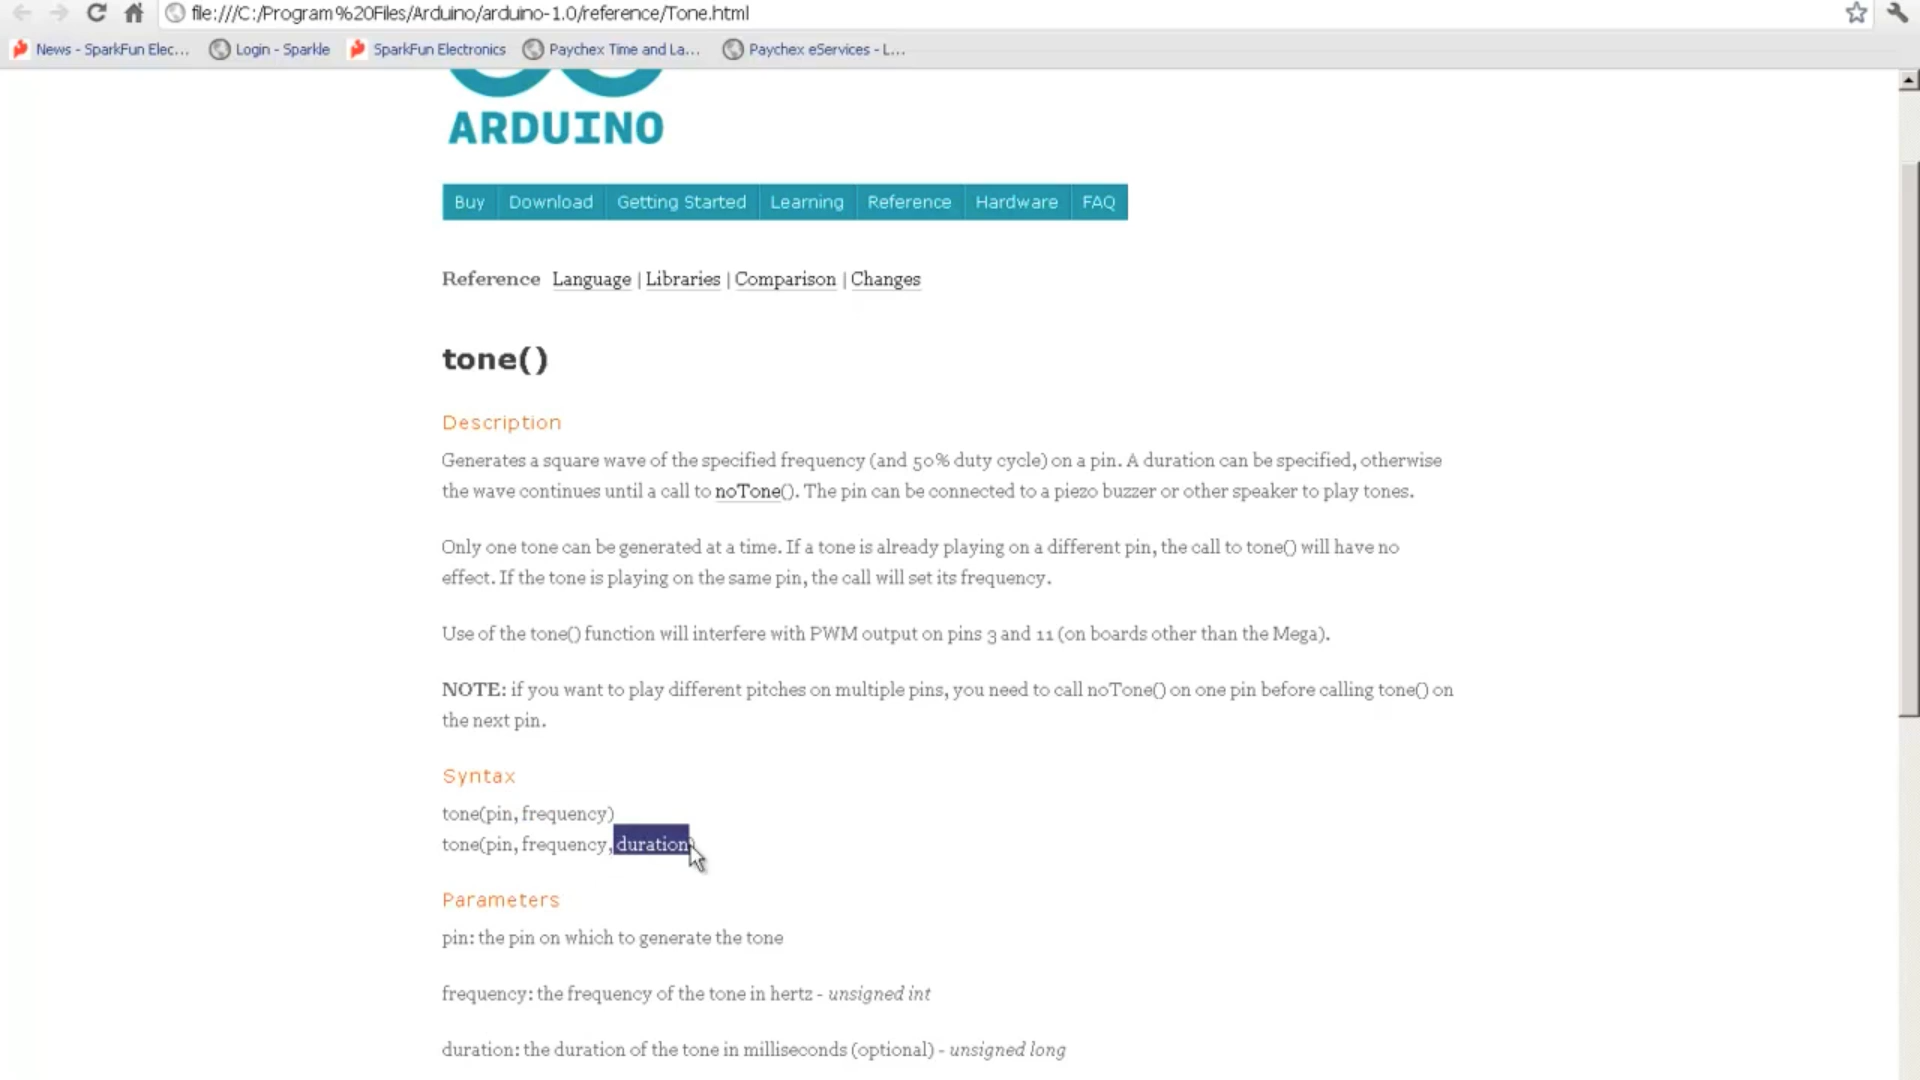 file:///C:/Program%20Files/Arduino/arduino-1.0/reference/Tone.html
News - SparkFun Elec... Login - Sparkle SparkFun Electronics Paychex Time and La... Paychex eServices - L...
ARDUINO
Buy Download Getting Started Learning Reference Hardware FAQ
Reference Language | Libraries | Comparison | Changes
tone()
Description
Generates a square wave of the specified frequency (and 50% duty cycle) on a pin. A duration can be specified, otherwise
the wave continues until a call to noTone(). The pin can be connected to a piezo buzzer or other speaker to play tones.
Only one tone can be generated at a time. If a tone is already playing on a different pin, the call to tone() will have no
effect. If the tone is playing on the same pin, the call will set its frequency.
Use of the tone() function will interfere with PWM output on pins 3 and 11 (on boards other than the Mega).
NOTE: if you want to play different pitches on multiple pins, you need to call noTone() on one pin before calling tone() on
the next pin.
Syntax
tone(pin, frequency)
tone(pin, frequency, duration)
Parameters
pin: the pin on which to generate the tone
frequency: the frequency of the tone in hertz - unsigned int
duration: the duration of the tone in milliseconds (optional) - unsigned long